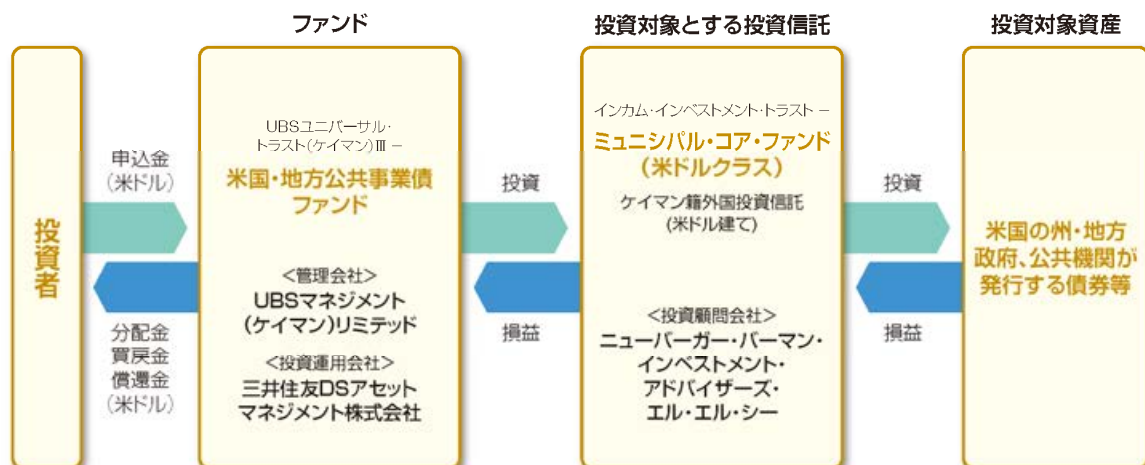 ファンド
投資対象とする投資信託
投資対象資産
投資者
申込金
(米ドル)
分配金
買戻金
償還金
(米ドル)
UBSユニバーサル・
トラスト(ケイマン)Ⅲ －
米国・地方公共事業債
ファンド
<管理会社>
UBSマネジメント
(ケイマン)リミテッド
<投資運用会社>
三井住友DSアセット
マネジメント株式会社
投資
損益
インカム・インベストメント・トラスト －
ミュニシパル・コア・ファンド
(米ドルクラス)
ケイマン籍外国投資信託
(米ドル建て)
<投資顧問会社>
ニューバーガー・バーマン・
インベストメント・
アドバイザーズ・
エル・エル・シー
投資
損益
米国の州・地方
政府、公共機関が
発行する債券等